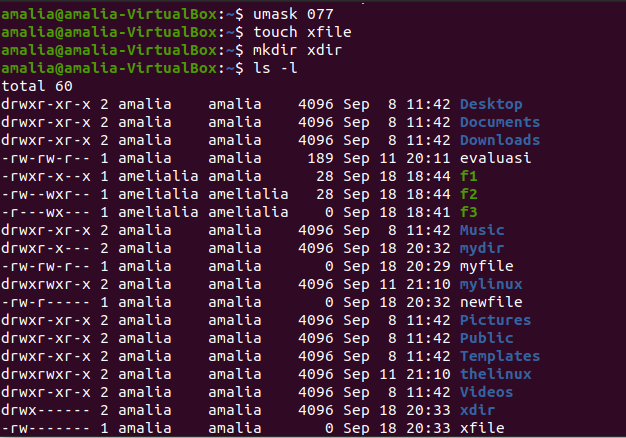 amalia@amalia-VirtualBox:~$ umask 077
amalia@amalia-VirtualBox:~$ touch xfile
amalia@amalia-VirtualBox:~$ mkdir xdir
amalia@amalia-VirtualBox:~$ ls -l
total 60
drwxr-xr-x 2 amalia    amalia    4096 Sep  8 11:42 Desktop
drwxr-xr-x 2 amalia    amalia    4096 Sep  8 11:42 Documents
drwxr-xr-x 2 amalia    amalia    4096 Sep  8 11:42 Downloads
-rw-rw-r-- 1 amalia    amalia     189 Sep 11 20:11 evaluasi
-rwxr-x--x 1 amelialia amalia      28 Sep 18 18:44 f1
-rw--wxr-- 1 amelialia amelialia   28 Sep 18 18:44 f2
-r---wx--- 1 amelialia amelialia    0 Sep 18 18:41 f3
drwxr-xr-x 2 amalia    amalia    4096 Sep  8 11:42 Music
drwxr-x--- 2 amalia    amalia    4096 Sep 18 20:32 mydir
-rw-rw-r-- 1 amalia    amalia       0 Sep 18 20:29 myfile
drwxrwxr-x 2 amalia    amalia    4096 Sep 11 21:10 mylinux
-rw-r----- 1 amalia    amalia       0 Sep 18 20:32 newfile
drwxr-xr-x 2 amalia    amalia    4096 Sep  8 11:42 Pictures
drwxr-xr-x 2 amalia    amalia    4096 Sep  8 11:42 Public
drwxr-xr-x 2 amalia    amalia    4096 Sep  8 11:42 Templates
drwxrwxr-x 2 amalia    amalia    4096 Sep 11 21:10 thelinux
drwxr-xr-x 2 amalia    amalia    4096 Sep  8 11:42 Videos
drwx------ 2 amalia    amalia    4096 Sep 18 20:33 xdir
-rw------- 1 amalia    amalia       0 Sep 18 20:33 xfile